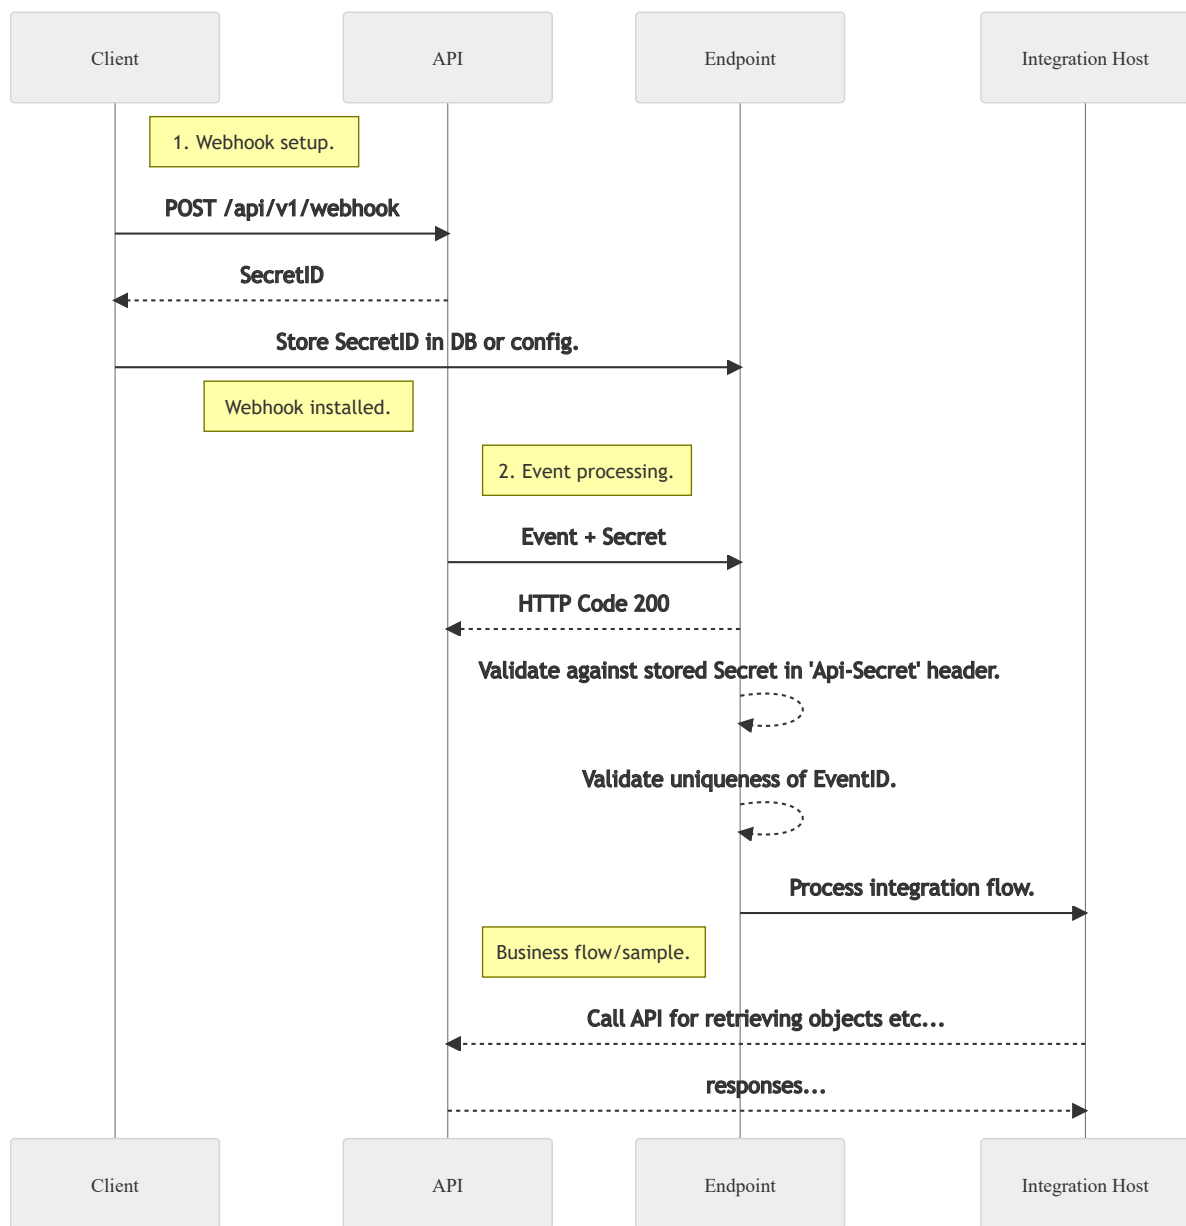 Client
API
Endpoint
Integration Host
1. Webhook setup.
POST /api/v1/webhook
SecretID
Store SecretID in DB or config.
Webhook installed.
2. Event processing.
Event + Secret
HTTP Code 200
Validate against stored Secret in 'Api-Secret' header.
Validate uniqueness of EventID.
Process integration flow.
Business flow/sample.
Call API for retrieving objects etc...
responses...
Client
API
Endpoint
Integration Host